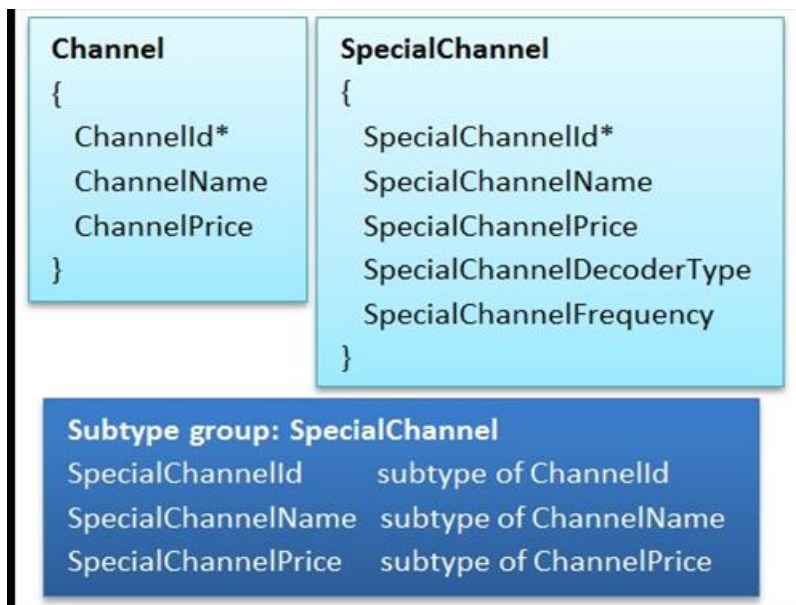 Channel
{
ChannelId*
ChannelName
ChannelPrice
}
SpecialChannel
{
SpecialChannelId*
SpecialChannelName
SpecialChannelPrice
SpecialChannelDecoderType
SpecialChannelFrequency
}
Subtype group: SpecialChannel
SpecialChannelId subtype of ChannelId
SpecialChannelName subtype of ChannelName
SpecialChannelPrice subtype of ChannelPrice